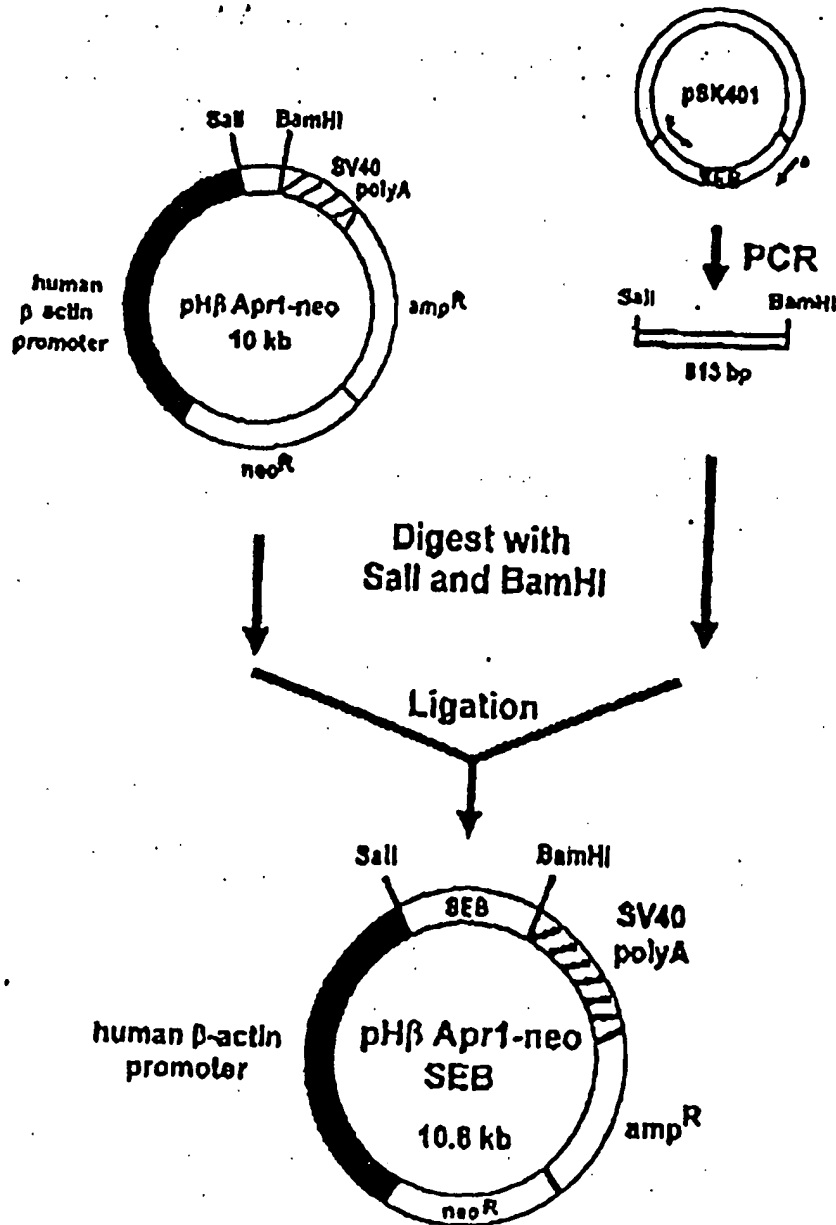 SalI
BamHI
SV40
polyA
human
β actin
promoter
pHβ Apr1-neo
10 kb
ampR
neoR
pSK401
SEB
PCR
SalI
BamHI
813 bp
Digest with
SalI and BamHI
Ligation
SalI
BamHI
SEB
SV40
polyA
human β-actin
promoter
pHβ Apr1-neo
SEB
10.8 kb
ampR
neoR